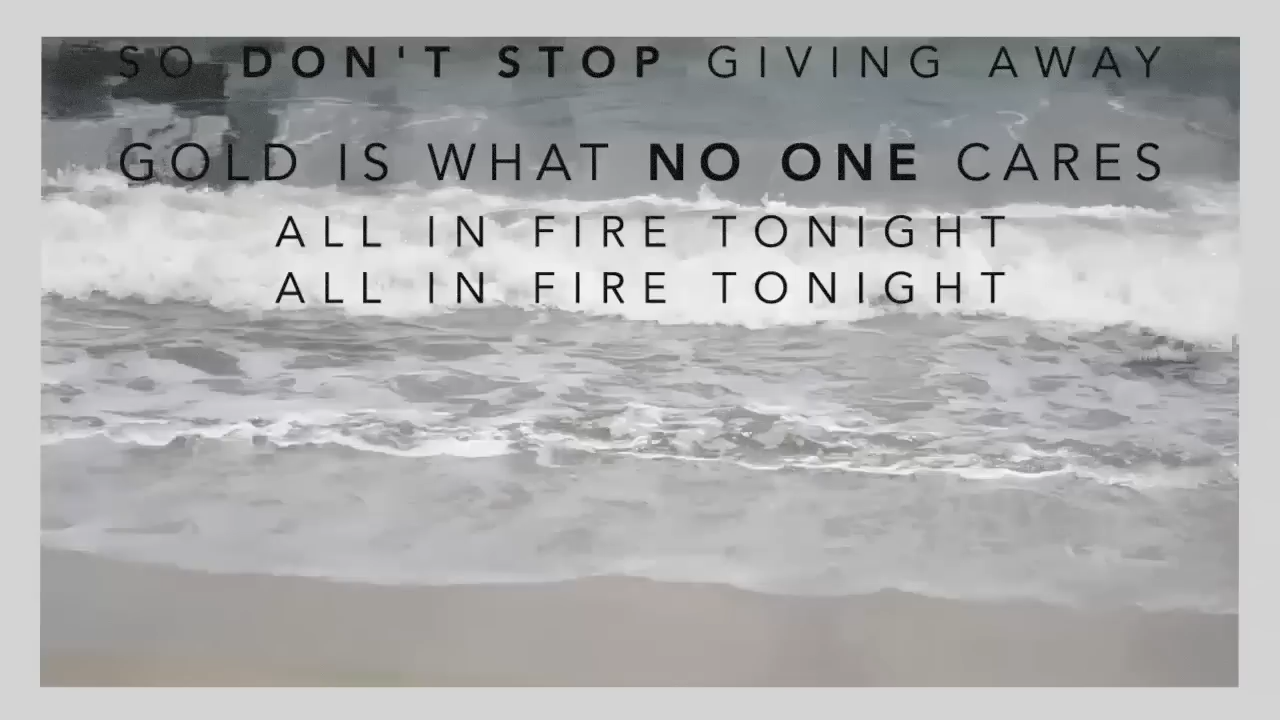 SO DON'T STOP GIVING AWAY
GOLD IS WHAT NO ONE CARES
ALL IN FIRE TONIGHT
ALL IN FIRE TONIGHT